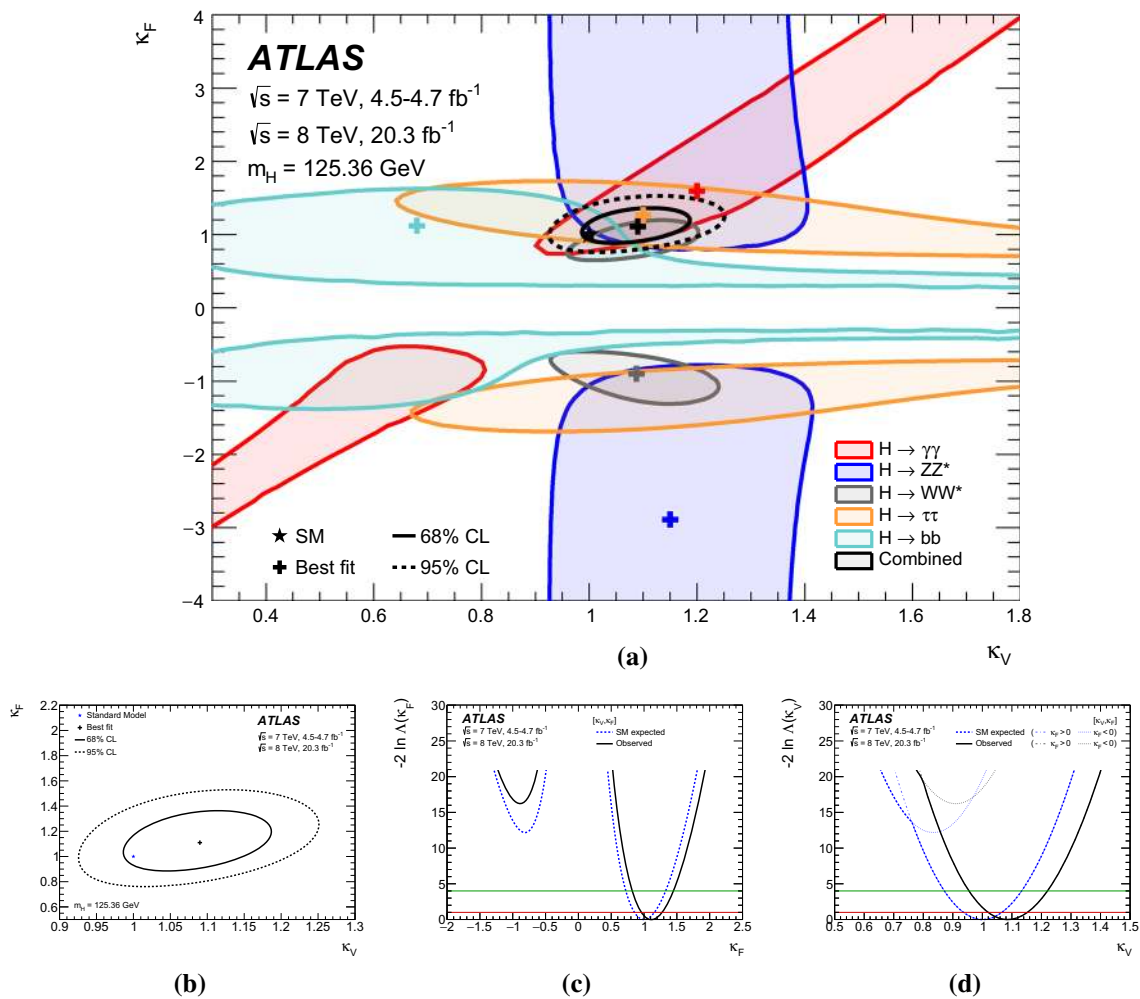 κ_F
ATLAS
√s = 7 TeV, 4.5-4.7 fb⁻¹
√s = 8 TeV, 20.3 fb⁻¹
m_H = 125.36 GeV
4
3
2
1
0
−1
−2
−3
−4
H → γγ
H → ZZ*
H → WW*
H → ττ
H → bb
Combined
SM
68% CL
Best fit
95% CL
0.4 0.6 0.8 1 1.2 1.4 1.6 1.8
κ_V
(a)
κ_F
2.2
2
1.8
1.6
1.4
1.2
1
0.8
0.6
Standard Model
Best fit
68% CL
95% CL
ATLAS
√s = 7 TeV, 4.5-4.7 fb⁻¹
√s = 8 TeV, 20.3 fb⁻¹
m_H = 125.36 GeV
0.9 0.95 1 1.05 1.1 1.15 1.2 1.25 1.3
κ_V
(b)
-2 ln Λ(κ_F)
30
25
20
15
10
5
0
ATLAS
√s = 7 TeV, 4.5-4.7 fb⁻¹
√s = 8 TeV, 20.3 fb⁻¹
[κ_V,κ_F]
SM expected
Observed
−2 −1.5 −1 −0.5 0 0.5 1 1.5 2 2.5
κ_F
(c)
-2 ln Λ(κ_V)
30
25
20
15
10
5
0
ATLAS
√s = 7 TeV, 4.5-4.7 fb⁻¹
√s = 8 TeV, 20.3 fb⁻¹
[κ_V,κ_F]
SM expected ( κ_F > 0 κ_F < 0)
Observed ( κ_F > 0 κ_F < 0)
0.5 0.6 0.7 0.8 0.9 1 1.1 1.2 1.3 1.4 1.5
κ_V
(d)